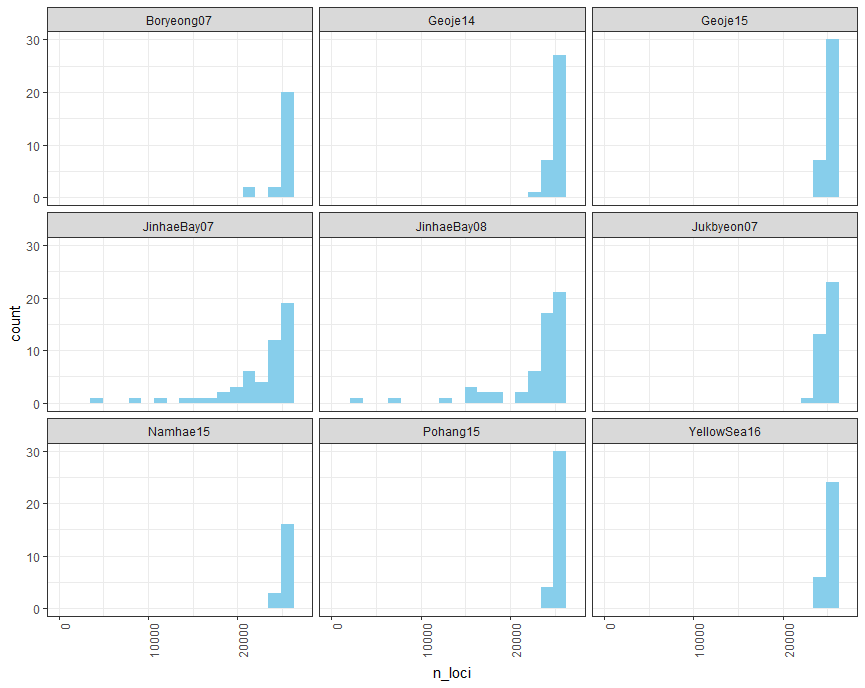 Boryeong07 Geoje14 Geoje15
30
20
10
0
JinhaeBay07 JinhaeBay08 Jukbyeon07
30
20
10
0
count
Namhae15 Pohang15 YellowSea16
30
20
10
0
0 10000 20000 0 10000 20000 0 10000 20000
n_loci